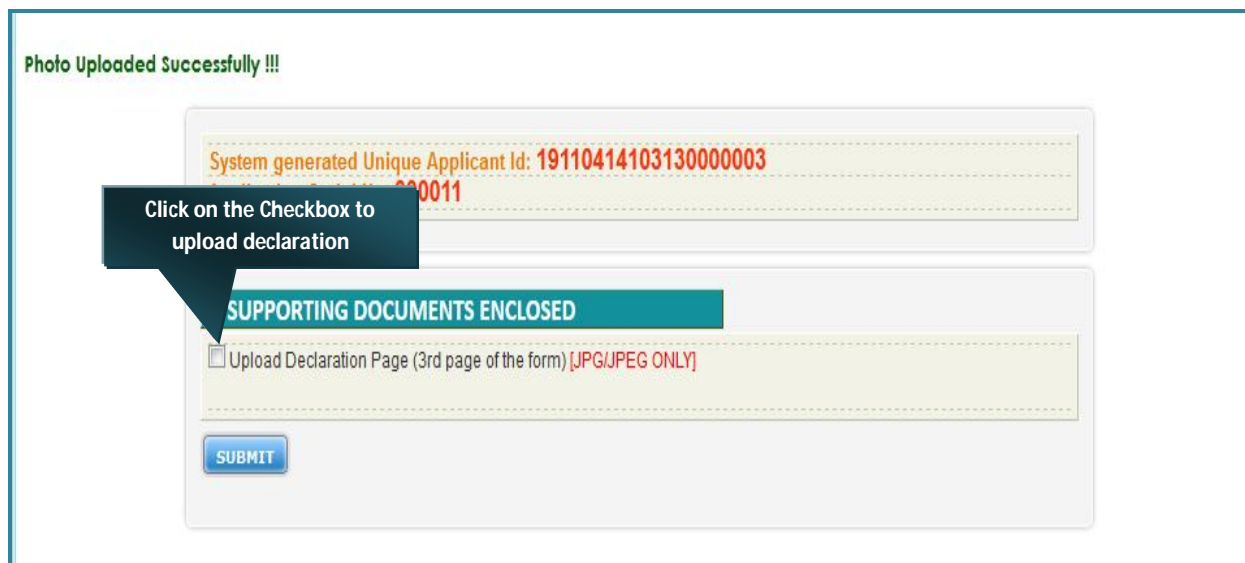 Photo Uploaded Successfully !!!
System generated Unique Applicant Id: 19110414103130000003
0011
Click on the Checkbox to
upload declaration
SUPPORTING DOCUMENTS ENCLOSED
Upload Declaration Page (3rd page of the form) [JPG/JPEG ONLY]
SUBMIT